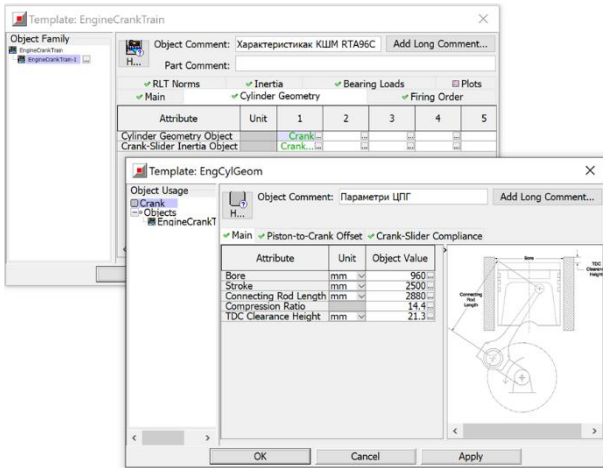 Template: EngineCrankTrain
Object Family
EngineCrankTrain
EngineCrankTrain-1
H...
Object Comment: Характеристикак КШМ RTA96C Add Long Comment...
Part Comment:
RLT Norms Inertia Bearing Loads Plots
Main Cylinder Geometry Firing Order
Attribute Unit 1 2 3 4 5
Cylinder Geometry Object Crank...
Crank-Slider Inertia Object Crank...
Template: EngCylGeom
Object Usage
Crank
Objects
EngineCrankT
H...
Object Comment: Параметри ЦПГ Add Long Comment...
Main Piston-to-Crank Offset Crank-Slider Compliance
Attribute Unit Object Value
Bore mm 960
Stroke mm 2500
Connecting Rod Length mm 2880
Compression Ratio 14.4
TDC Clearance Height mm 21.3
Bore
TDC
Clearance
Height
Connecting
Rod
Length
OK Cancel Apply